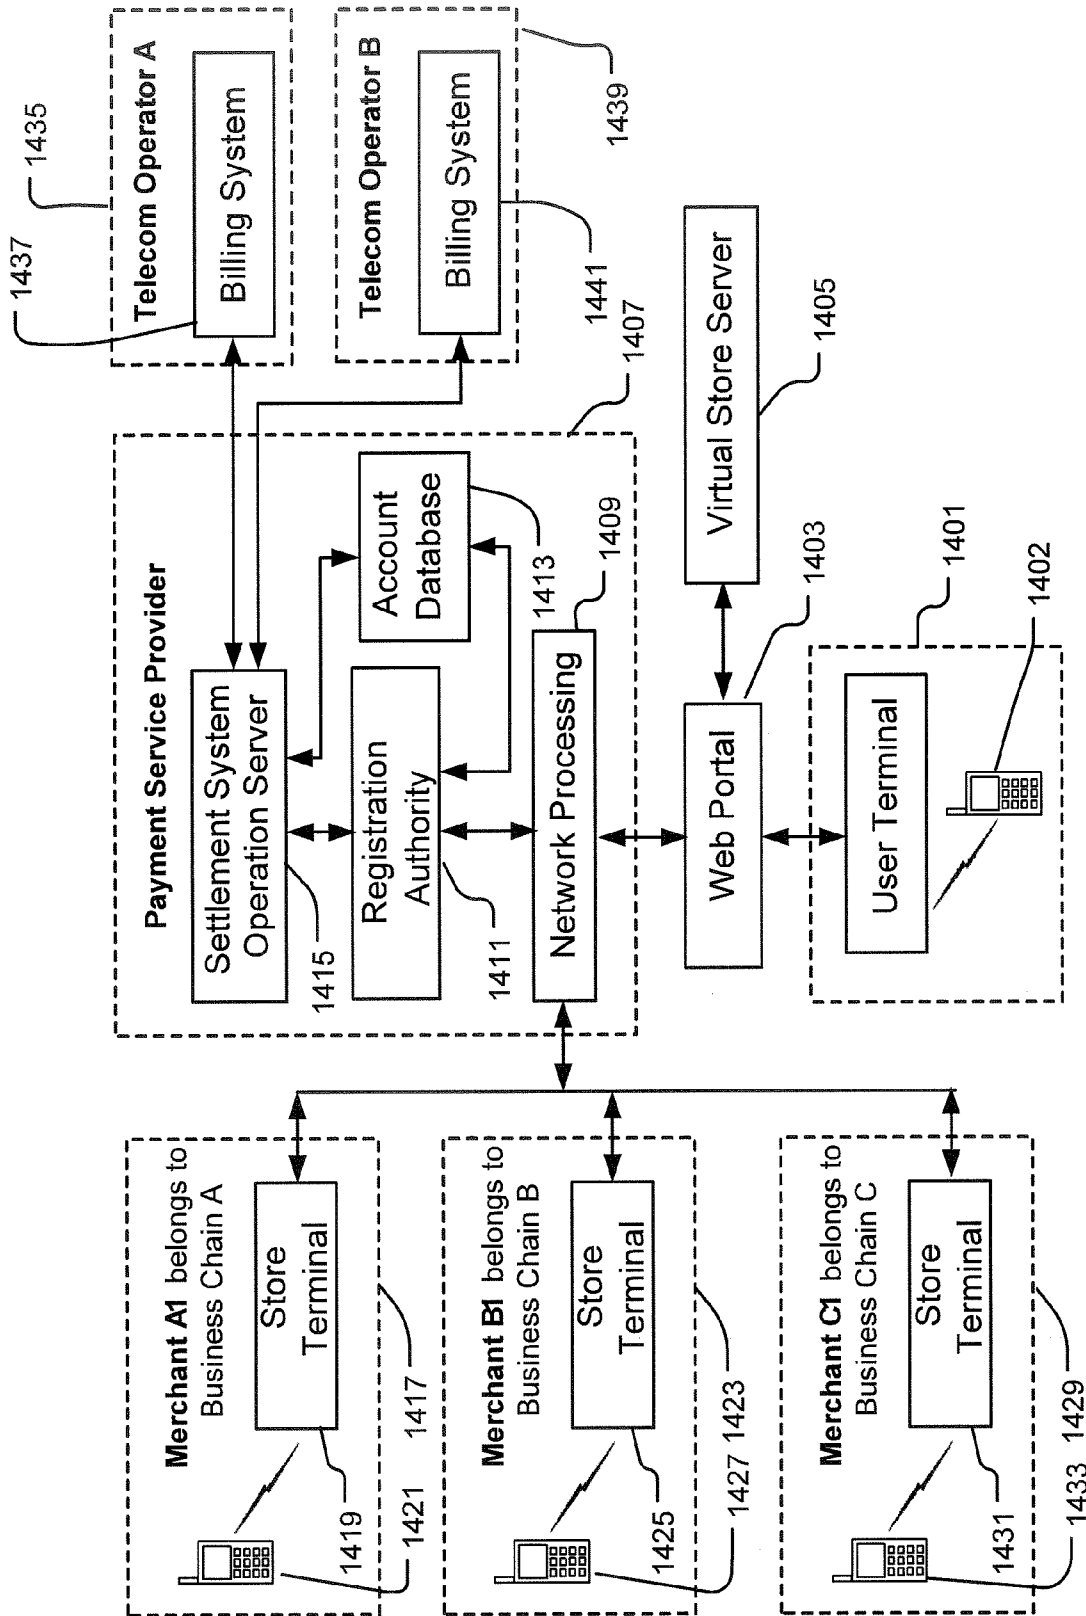 Merchant A1 belongs to
Business Chain A
Store
Terminal
1419
1421
1417
Merchant B1 belongs to
Business Chain B
Store
Terminal
1425
1427
1423
Merchant C1 belongs to
Business Chain C
Store
Terminal
1431
1433
1429
Payment Service Provider
Settlement System
Operation Server
1415
Registration
Authority
1411
Account
Database
1413
Network Processing
1409
1407
Web Portal
1403
User Terminal
1401
1402
Virtual Store Server
1405
Telecom Operator A
Billing System
1435
1437
Telecom Operator B
Billing System
1439
1441